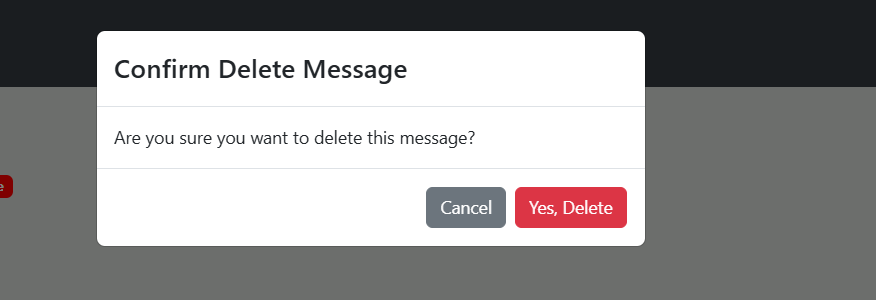 Confirm Delete Message
Are you sure you want to delete this message?
Cancel
Yes, Delete